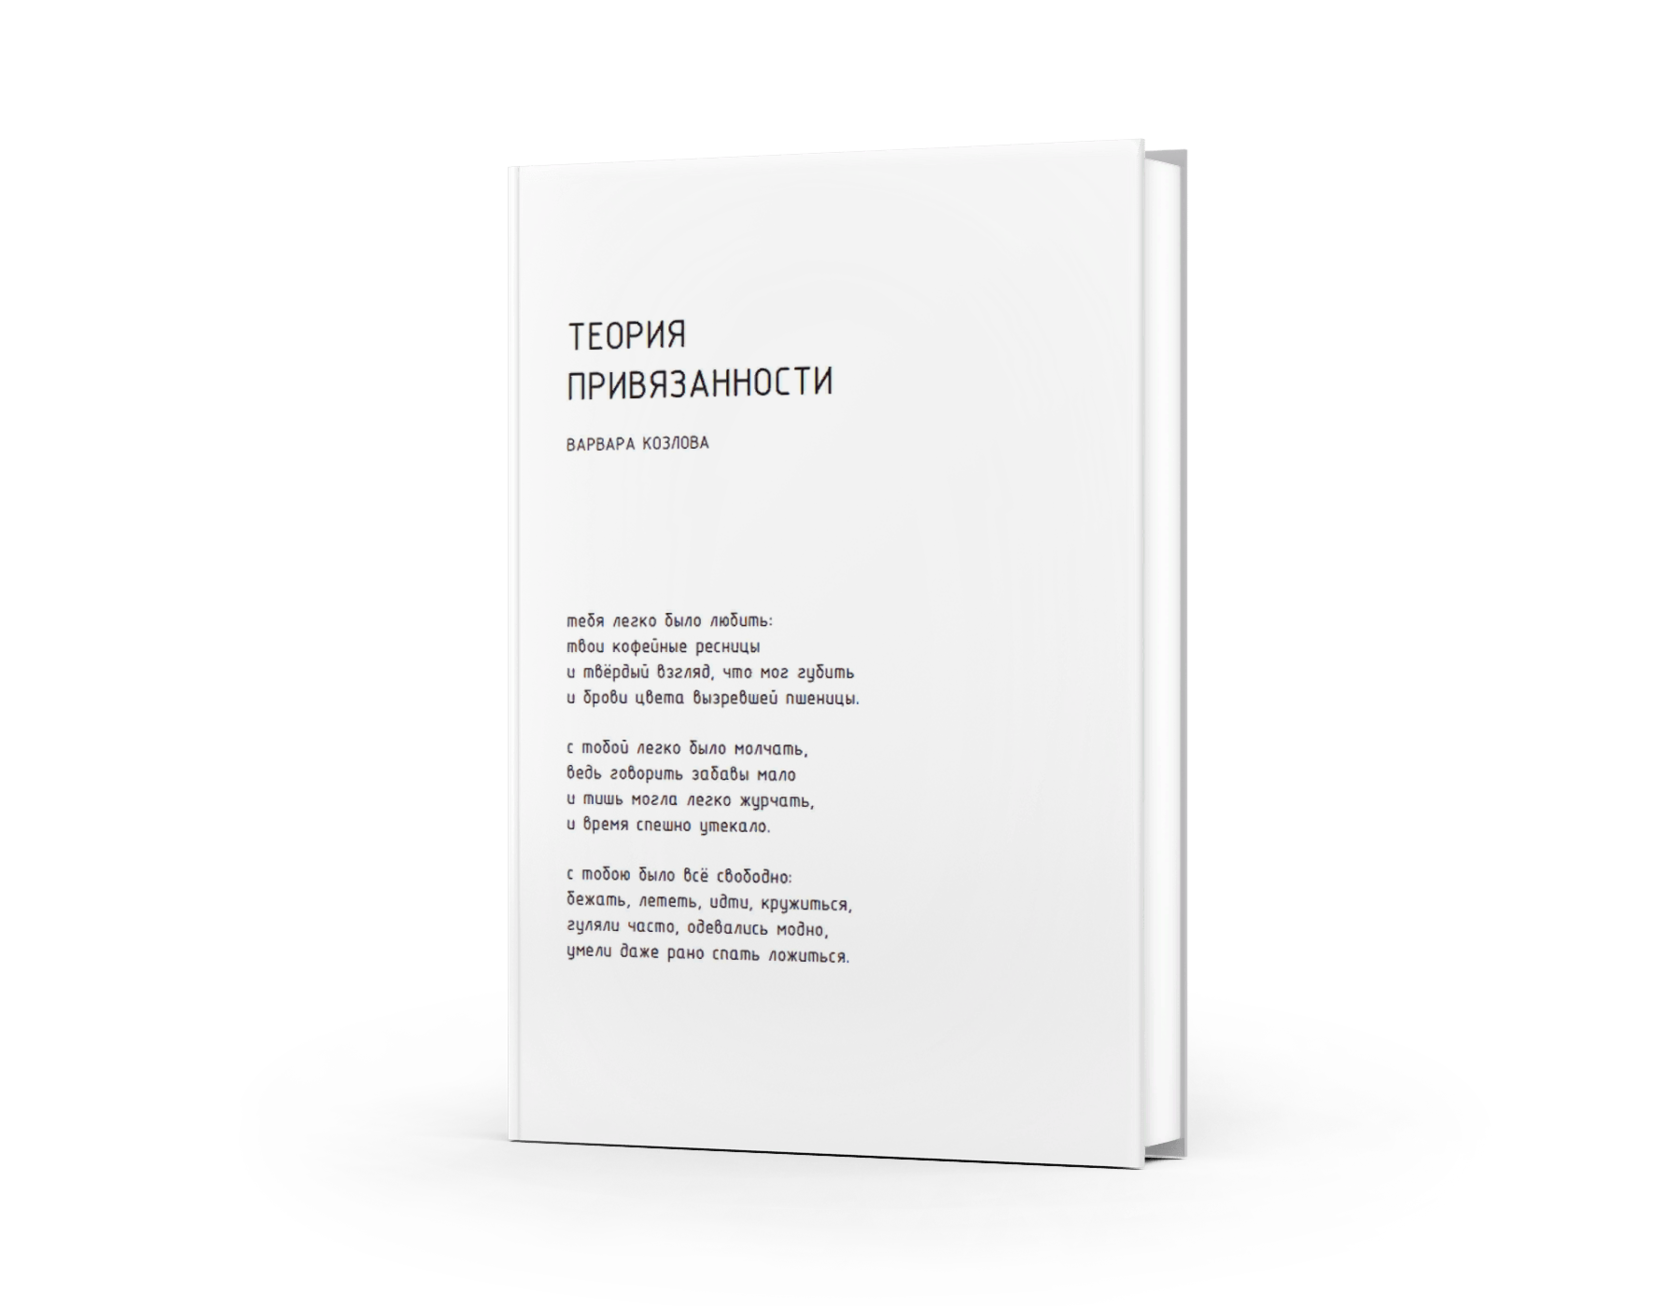 ТЕОРИЯ
ПРИВЯЗАННОСТИ
ВАРВАРА КОЗЛОВА
тебя легко было любить:
твои кофейные ресницы
и твёрдый взгляд, что мог губить
и брови цвета вызревшей пшеницы.
с тобой легко было молчать,
ведь говорить забавы мало
и тишь могла легко журчать,
и время спешно утекало.
с тобою было всё свободно:
бежать, лететь, идти, кружиться,
гуляли часто, одевались модно,
умели даже рано спать ложиться.